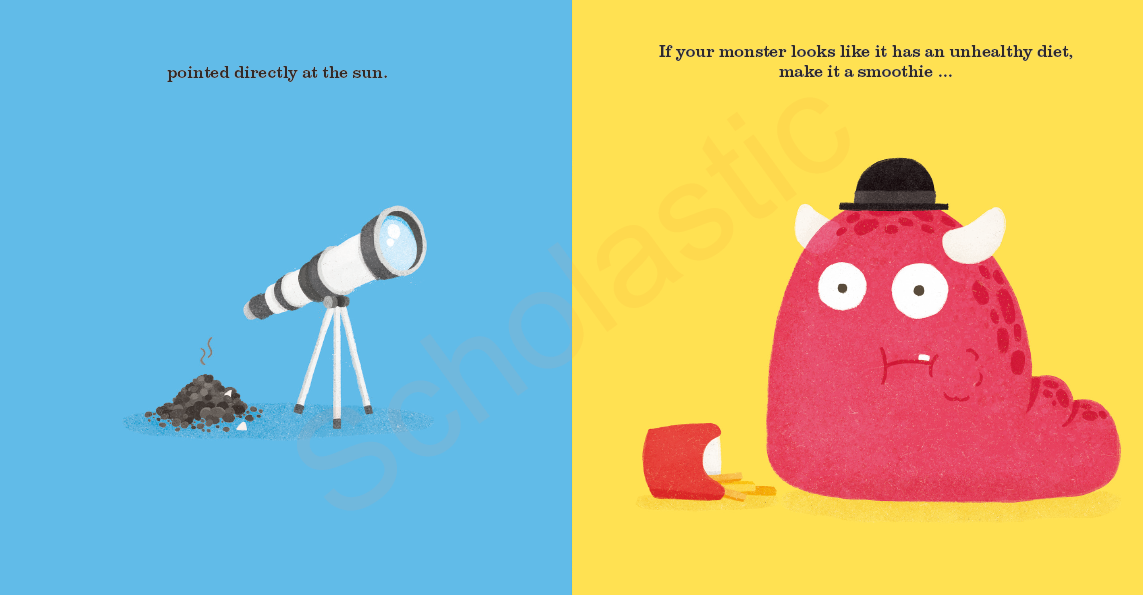 pointed directly at the sun.
If your monster looks like it has an unhealthy diet,
make it a smoothie ...
Scholastic